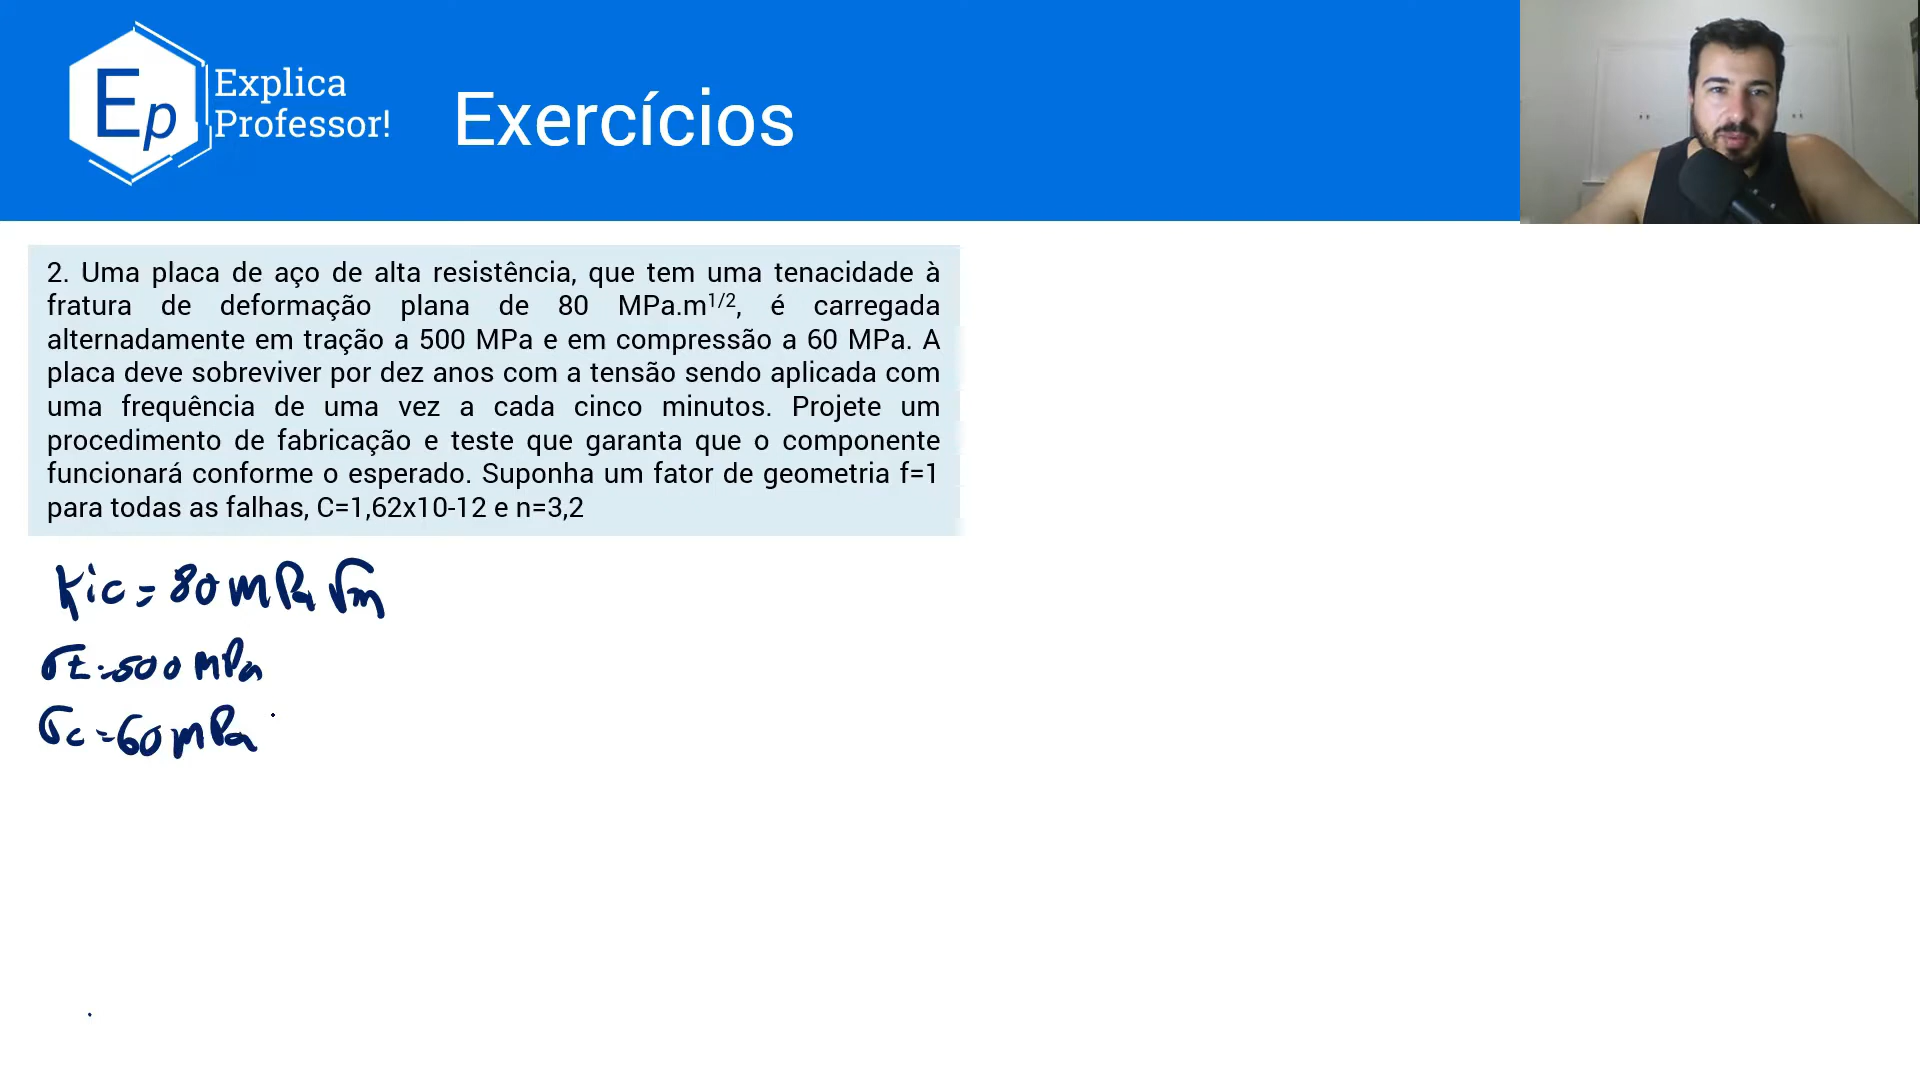 Ep
Explica
Professor!
Exercícios
2. Uma placa de aço de alta resistência, que tem uma tenacidade à
fratura de deformação plana de 80 MPa.m^1/2, é carregada
alternadamente em tração a 500 MPa e em compressão a 60 MPa. A
placa deve sobreviver por dez anos com a tensão sendo aplicada com
uma frequência de uma vez a cada cinco minutos. Projete um
procedimento de fabricação e teste que garanta que o componente
funcionará conforme o esperado. Suponha um fator de geometria f=1
para todas as falhas, C=1,62x10-12 e n=3,2
Kic = 80 MPa √m
σt = 500 MPa
σc = 60 MPa